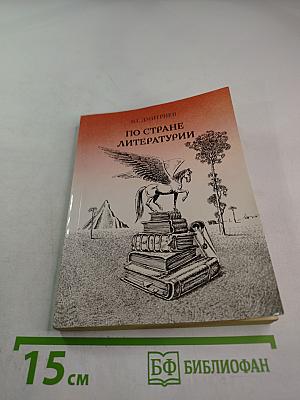 В.Г. ДМИТРИЕВ
ПО СТРАНЕ
ЛИТЕРАТУРИИ
15 см
БФ БИБЛИОФАН